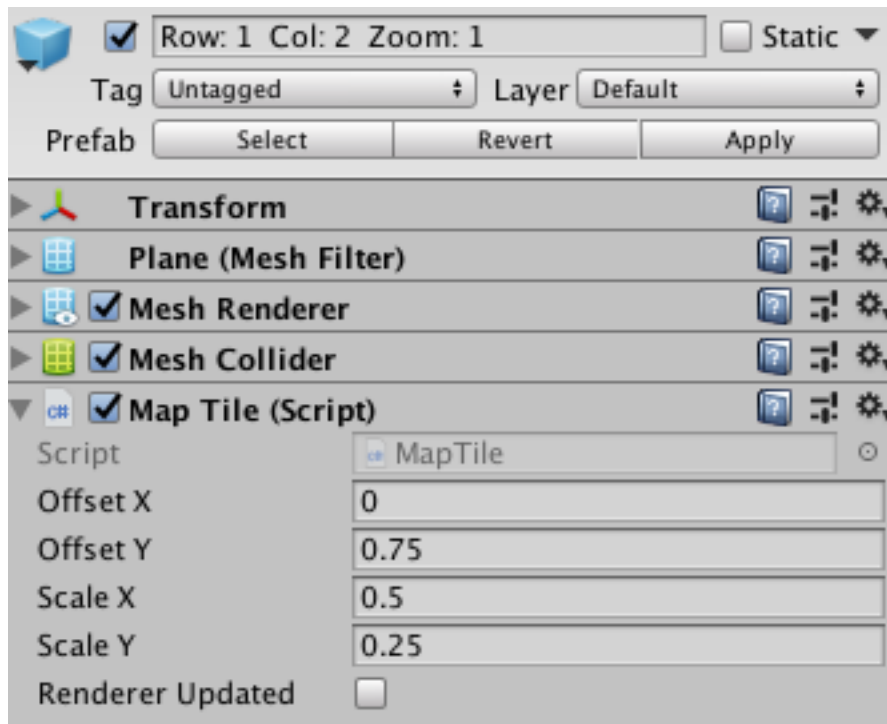 Row: 1 Col: 2 Zoom: 1 Static
Tag Untagged Layer Default
Prefab Select Revert Apply
Transform
Plane (Mesh Filter)
Mesh Renderer
Mesh Collider
C# Map Tile (Script)
Script MapTile
Offset X 0
Offset Y 0.75
Scale X 0.5
Scale Y 0.25
Renderer Updated